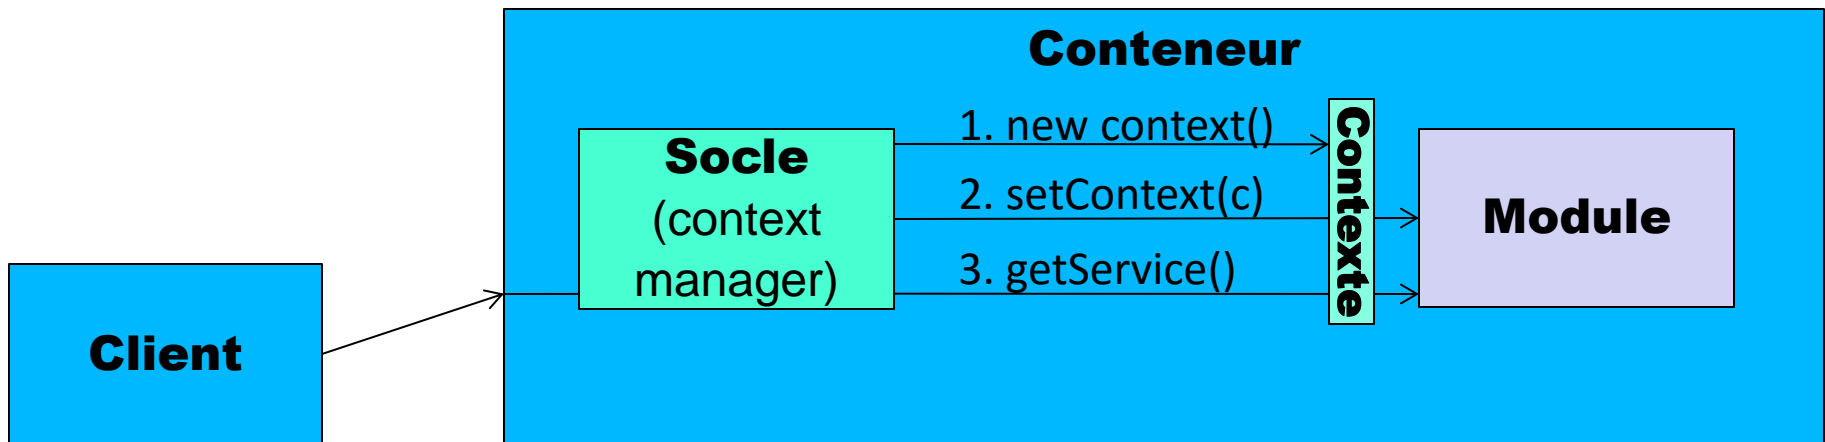 Conteneur
Socle
(context
manager)
1. new context()
2. setContext(c)
3. getService()
Contexte
Module
Client